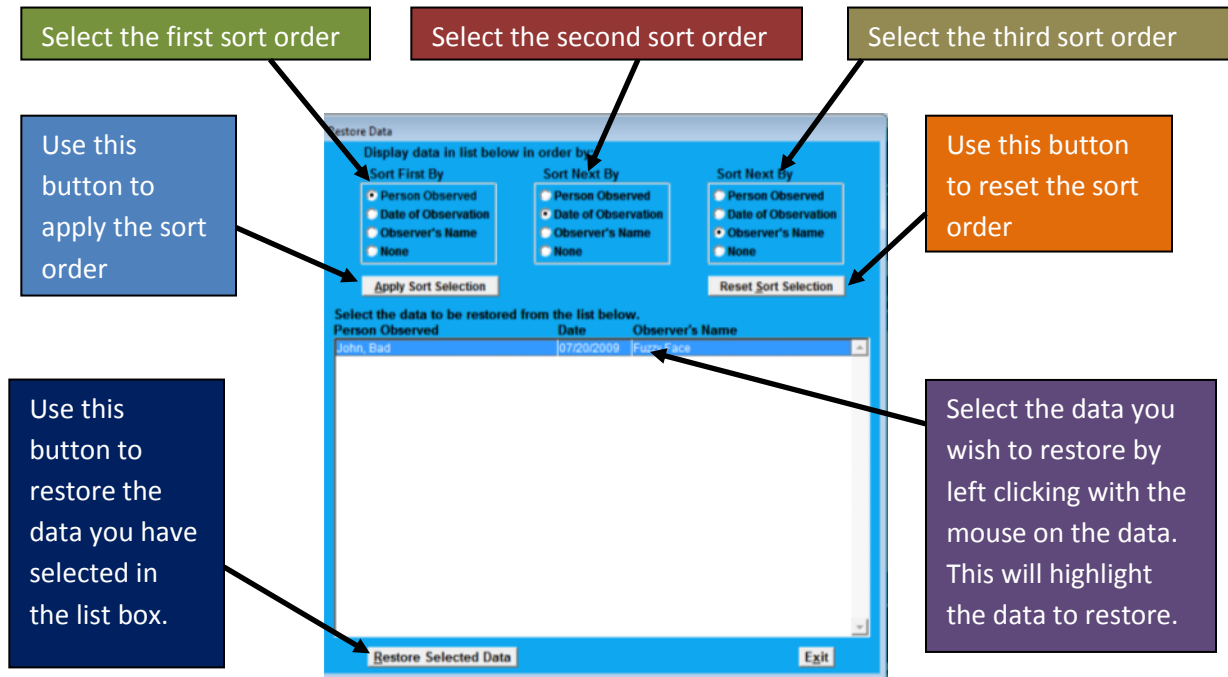 Select the first sort order
Select the second sort order
Select the third sort order
Use this
button to
apply the sort
order
Use this button
to reset the sort
order
Restore Data
Display data in list below in order by:
Sort First By
Person Observed
Date of Observation
Observer's Name
None
Sort Next By
Person Observed
Date of Observation
Observer's Name
None
Sort Next By
Person Observed
Date of Observation
Observer's Name
None
Apply Sort Selection
Reset Sort Selection
Select the data to be restored from the list below.
Person Observed Date Observer's Name
John, Bad 07/20/2009 Fuzzy Face
Use this
button to
restore the
data you have
selected in
the list box.
Select the data you
wish to restore by
left clicking with the
mouse on the data.
This will highlight
the data to restore.
Restore Selected Data
Exit